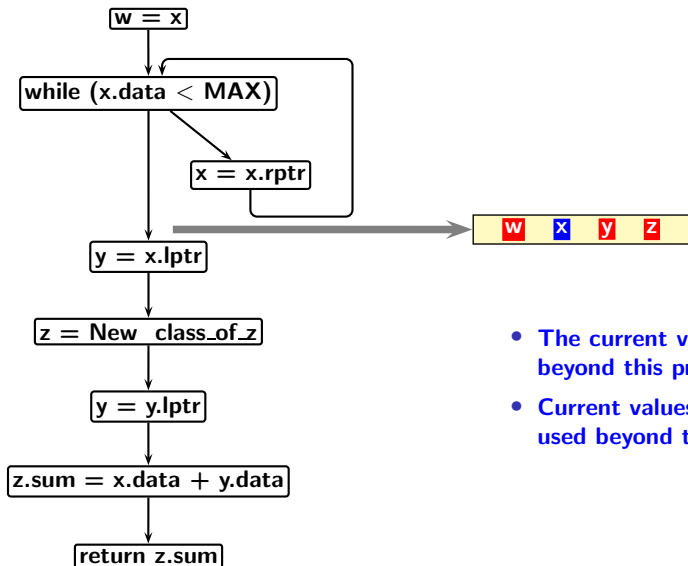 w = x
while (x.data < MAX)
x = x.rptr
w x y z
y = x.lptr
z = New class_of_z
y = y.lptr
z.sum = x.data + y.data
return z.sum
• The current v
beyond this pr
• Current values
used beyond t